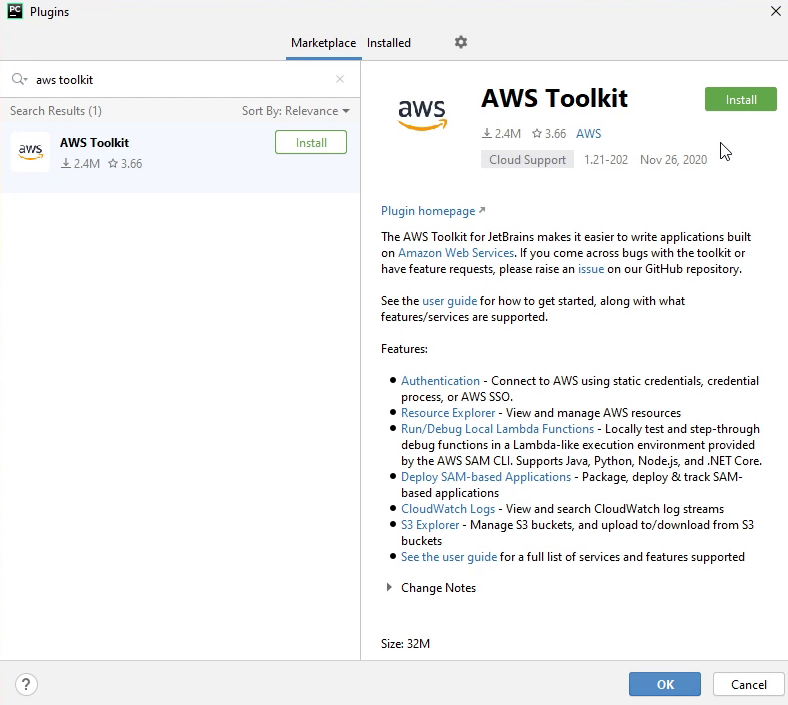 PC
Plugins
Marketplace Installed
aws toolkit
Search Results (1) Sort By: Relevance
aws
AWS Toolkit
Install
2.4M 3.66
aws
AWS Toolkit
Install
2.4M 3.66 AWS
Cloud Support 1.21-202 Nov 26, 2020
Plugin homepage
The AWS Toolkit for JetBrains makes it easier to write applications built
on Amazon Web Services. If you come across bugs with the toolkit or
have feature requests, please raise an issue on our GitHub repository.
See the user guide for how to get started, along with what
features/services are supported.
Features:
Authentication - Connect to AWS using static credentials, credential
process, or AWS SSO.
Resource Explorer - View and manage AWS resources
Run/Debug Local Lambda Functions - Locally test and step-through
debug functions in a Lambda-like execution environment provided
by the AWS SAM CLI. Supports Java, Python, Node.js, and .NET Core.
Deploy SAM-based Applications - Package, deploy & track SAM-
based applications
CloudWatch Logs - View and search CloudWatch log streams
S3 Explorer - Manage S3 buckets, and upload to/download from S3
buckets
See the user guide for a full list of services and features supported
Change Notes
Size: 32M
?
OK
Cancel